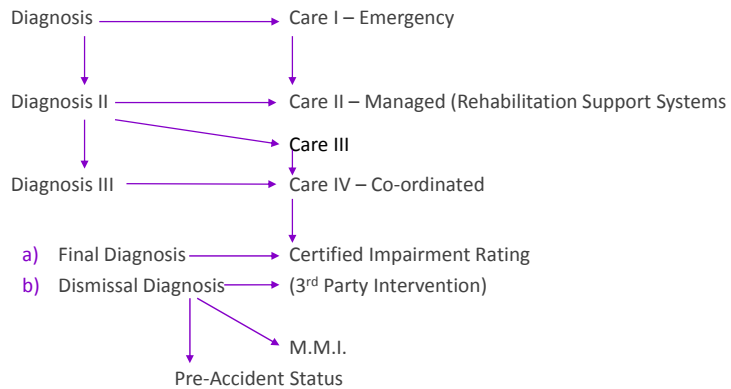 Diagnosis Care I – Emergency
Diagnosis II Care II – Managed (Rehabilitation Support Systems
Care III
Diagnosis III Care IV – Co-ordinated
a) Final Diagnosis Certified Impairment Rating
b) Dismissal Diagnosis (3rd Party Intervention)
M.M.I.
Pre-Accident Status